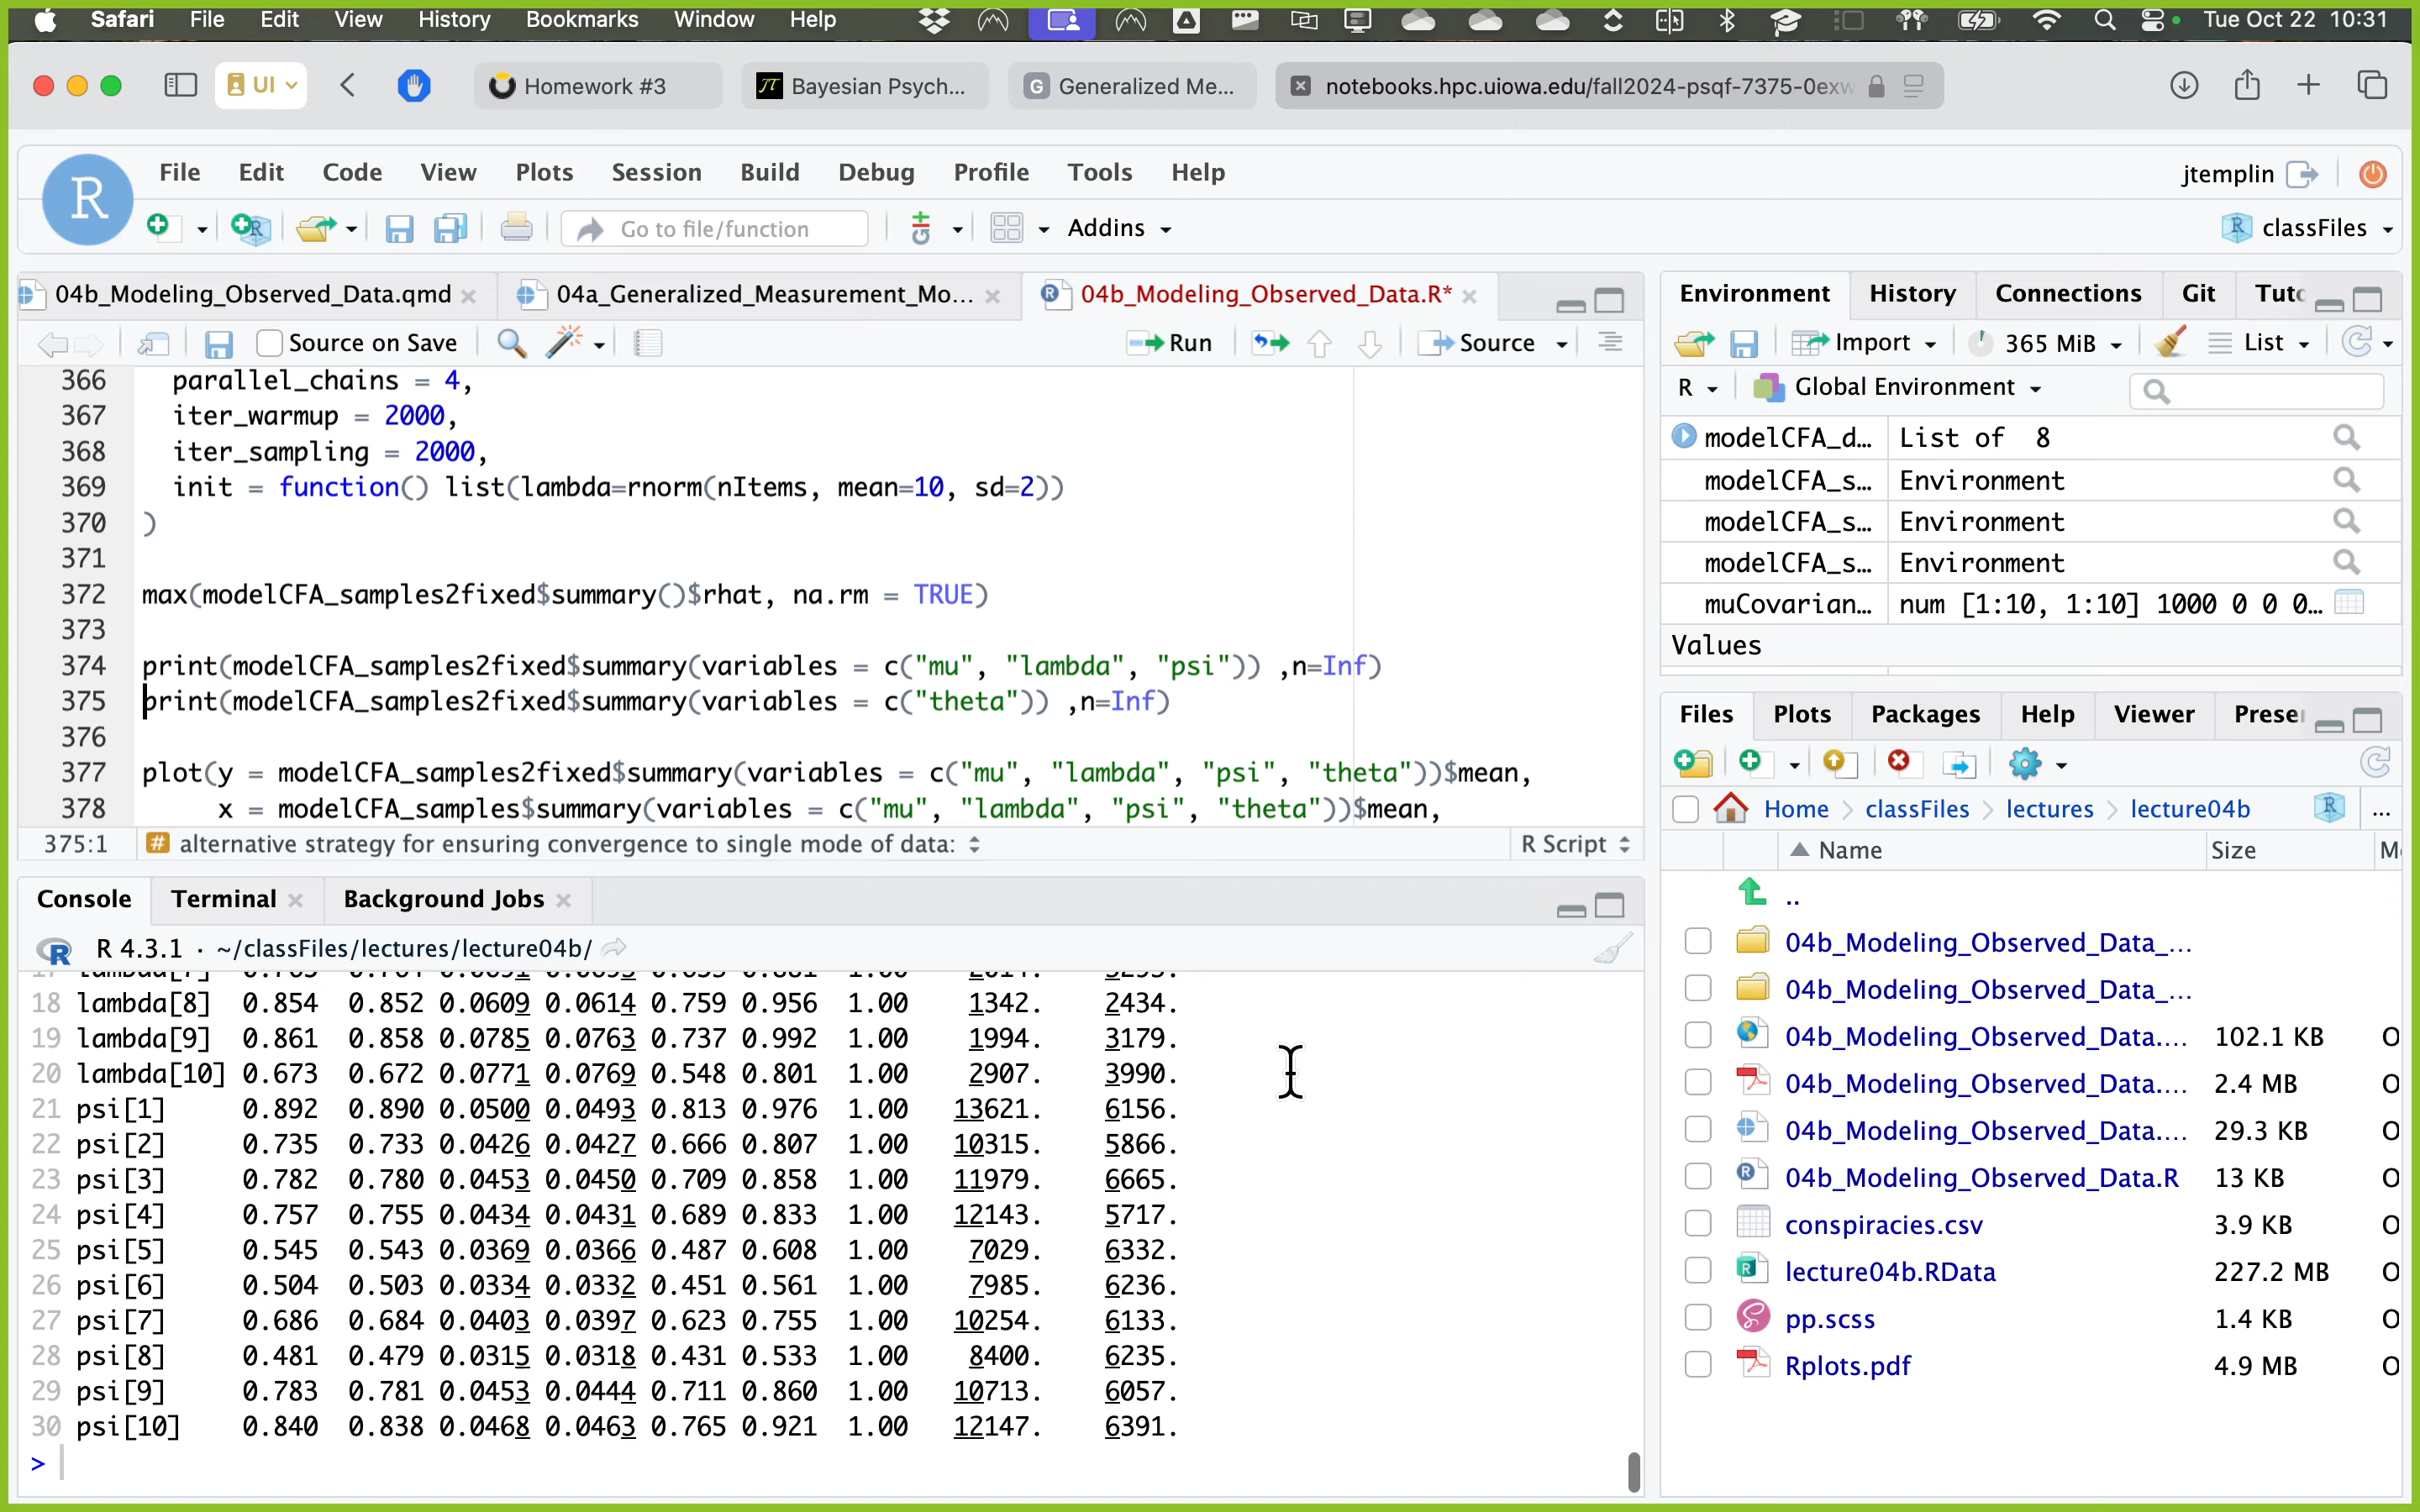 Safari File Edit View History Bookmarks Window Help Tue Oct 22 10:31
UI Homework #3 Bayesian Psych... Generalized Me... notebooks.hpc.uiowa.edu/fall2024-psqf-7375-0exw
File Edit Code View Plots Session Build Debug Profile Tools Help jtemplin
Go to file/function Addins classFiles
04b_Modeling_Observed_Data.qmd 04a_Generalized_Measurement_Mo... 04b_Modeling_Observed_Data.R*
Source on Save Run Source
366 parallel_chains = 4,
367 iter_warmup = 2000,
368 iter_sampling = 2000,
369 init = function() list(lambda=rnorm(nItems, mean=10, sd=2))
370 )
371
372 max(modelCFA_samples2fixed$summary()$rhat, na.rm = TRUE)
373
374 print(modelCFA_samples2fixed$summary(variables = c("mu", "lambda", "psi")) ,n=Inf)
375 print(modelCFA_samples2fixed$summary(variables = c("theta")) ,n=Inf)
376
377 plot(y = modelCFA_samples2fixed$summary(variables = c("mu", "lambda", "psi", "theta"))$mean,
378 x = modelCFA_samples$summary(variables = c("mu", "lambda", "psi", "theta"))$mean,
375:1 # alternative strategy for ensuring convergence to single mode of data: R Script
Console Terminal Background Jobs
R 4.3.1 · ~/classFiles/lectures/lecture04b/
18 lambda[8] 0.854 0.852 0.0609 0.0614 0.759 0.956 1.00 1342. 2434.
19 lambda[9] 0.861 0.858 0.0785 0.0763 0.737 0.992 1.00 1994. 3179.
20 lambda[10] 0.673 0.672 0.0771 0.0769 0.548 0.801 1.00 2907. 3990.
21 psi[1] 0.892 0.890 0.0500 0.0493 0.813 0.976 1.00 13621. 6156.
22 psi[2] 0.735 0.733 0.0426 0.0427 0.666 0.807 1.00 10315. 5866.
23 psi[3] 0.782 0.780 0.0453 0.0450 0.709 0.858 1.00 11979. 6665.
24 psi[4] 0.757 0.755 0.0434 0.0431 0.689 0.833 1.00 12143. 5717.
25 psi[5] 0.545 0.543 0.0369 0.0366 0.487 0.608 1.00 7029. 6332.
26 psi[6] 0.504 0.503 0.0334 0.0332 0.451 0.561 1.00 7985. 6236.
27 psi[7] 0.686 0.684 0.0403 0.0397 0.623 0.755 1.00 10254. 6133.
28 psi[8] 0.481 0.479 0.0315 0.0318 0.431 0.533 1.00 8400. 6235.
29 psi[9] 0.783 0.781 0.0453 0.0444 0.711 0.860 1.00 10713. 6057.
30 psi[10] 0.840 0.838 0.0468 0.0463 0.765 0.921 1.00 12147. 6391.
>
Environment History Connections Git
Import 365 MiB List
R Global Environment
modelCFA_d... List of 8
modelCFA_s... Environment
modelCFA_s... Environment
modelCFA_s... Environment
muCovarian... num [1:10, 1:10] 1000 0 0 0...
Values
Files Plots Packages Help Viewer
Home classFiles lectures lecture04b ...
Name Size
..
04b_Modeling_Observed_Data_...
04b_Modeling_Observed_Data_...
04b_Modeling_Observed_Data.... 102.1 KB
04b_Modeling_Observed_Data.... 2.4 MB
04b_Modeling_Observed_Data.... 29.3 KB
04b_Modeling_Observed_Data.R 13 KB
conspiracies.csv 3.9 KB
lecture04b.RData 227.2 MB
pp.scss 1.4 KB
Rplots.pdf 4.9 MB